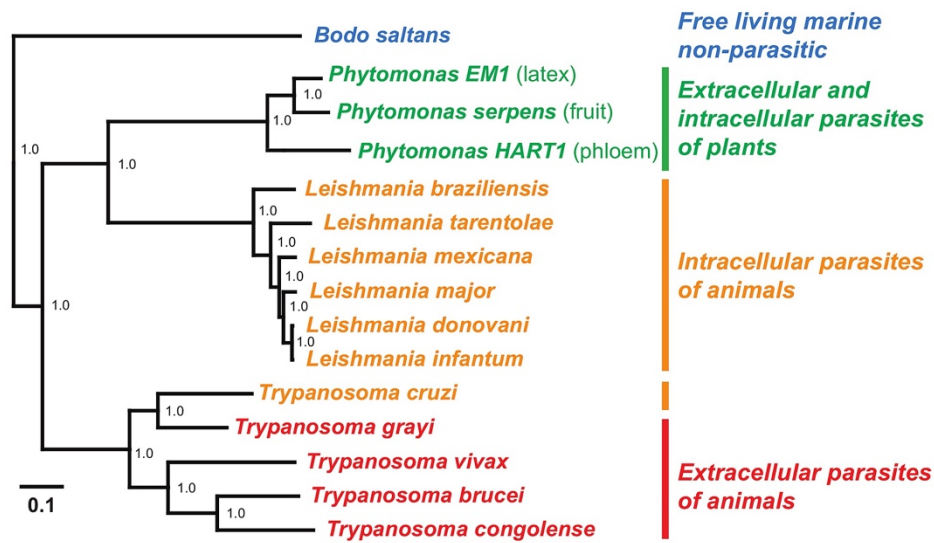 Bodo saltans
Free living marine
non-parasitic
Phytomonas EM1 (latex)
1.0
Phytomonas serpens (fruit)
1.0
Phytomonas HART1 (phloem)
Extracellular and
intracellular parasites
of plants
1.0
1.0
Leishmania braziliensis
1.0
Leishmania tarentolae
1.0
Leishmania mexicana
1.0
Leishmania major
1.0
Leishmania donovani
1.0
Leishmania infantum
Intracellular parasites
of animals
1.0
Trypanosoma cruzi
1.0
Trypanosoma grayi
1.0
Trypanosoma vivax
1.0
Trypanosoma brucei
1.0
Trypanosoma congolense
Extracellular parasites
of animals
0.1